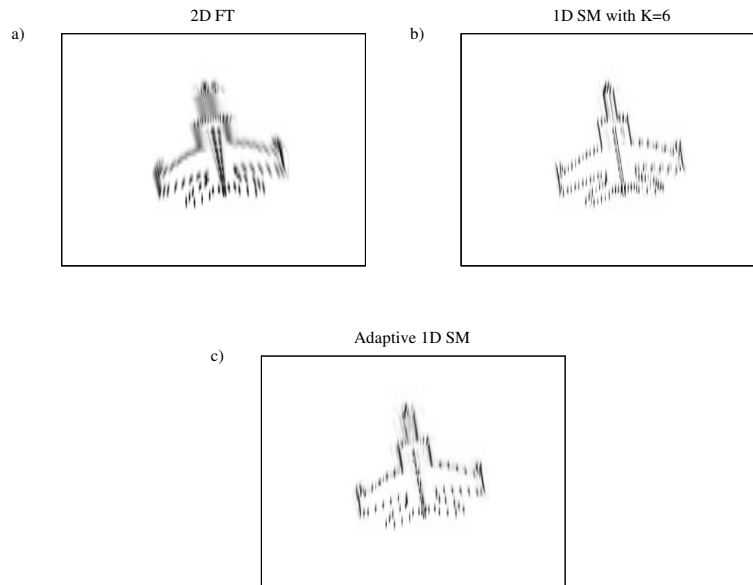 2D FT
a)
1D SM with K=6
b)
Adaptive 1D SM
c)